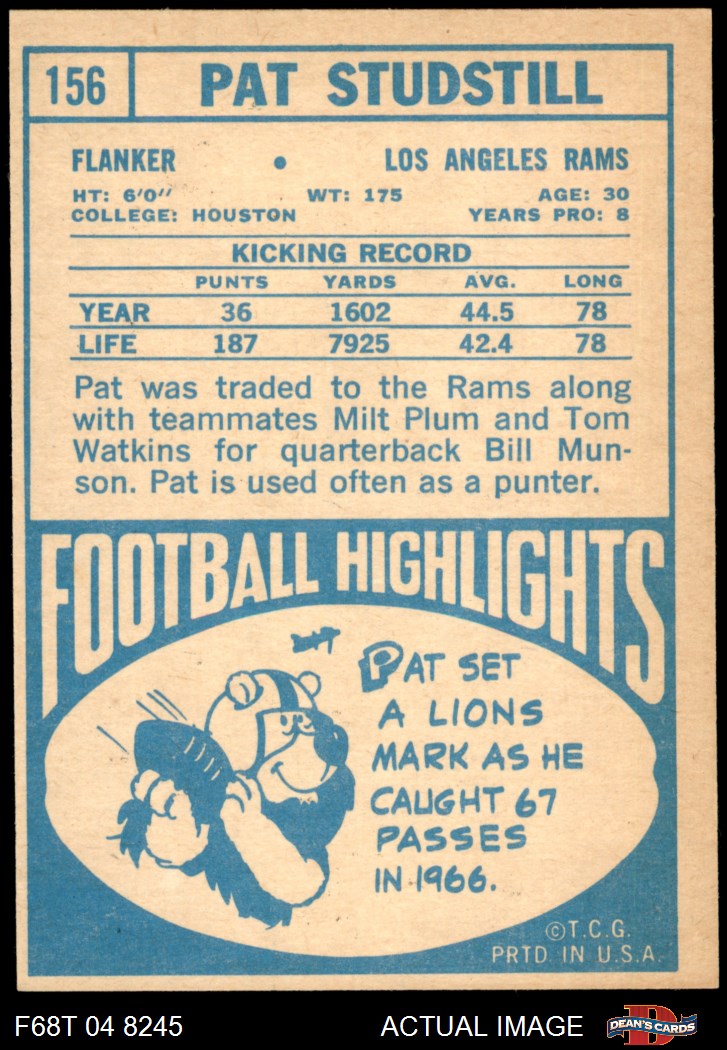 156 PAT STUDSTILL
FLANKER • LOS ANGELES RAMS
HT: 6'0" WT: 175 AGE: 30
COLLEGE: HOUSTON YEARS PRO: 8
KICKING RECORD
PUNTS YARDS AVG. LONG
YEAR 36 1602 44.5 78
LIFE 187 7925 42.4 78
Pat was traded to the Rams along
with teammates Milt Plum and Tom
Watkins for quarterback Bill Mun-
son. Pat is used often as a punter.
FOOTBALL HIGHLIGHTS
PAT SET
A LIONS
MARK AS HE
CAUGHT 67
PASSES
IN 1966.
©T.C.G.
PRTD. IN U.S.A.
F68T 04 8245 ACTUAL IMAGE DEAN'S CARDS